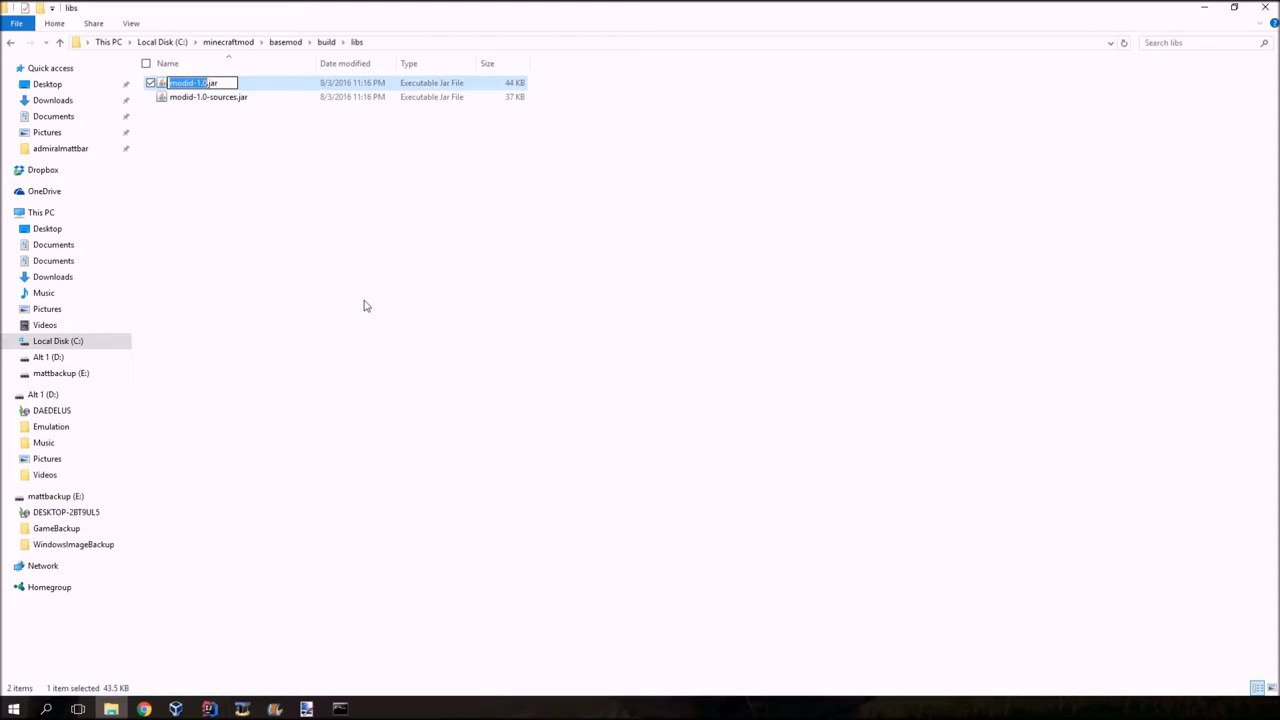 libs
File Home Share View
This PC Local Disk (C:) minecraftmod basemod build libs Search libs
Name Date modified Type Size
modid-1.0.jar 8/3/2016 11:16 PM Executable Jar File 44 KB
modid-1.0-sources.jar 8/3/2016 11:16 PM Executable Jar File 37 KB
Quick access
Desktop
Downloads
Documents
Pictures
admiralmattbar
Dropbox
OneDrive
This PC
Desktop
Documents
Documents
Downloads
Music
Pictures
Videos
Local Disk (C:)
Alt 1 (D:)
mattbackup (E:)
Alt 1 (D:)
DAEDELUS
Emulation
Music
Pictures
Videos
mattbackup (E:)
DESKTOP-2BT9UL5
GameBackup
WindowsImageBackup
Network
Homegroup
2 items 1 item selected 43.5 KB